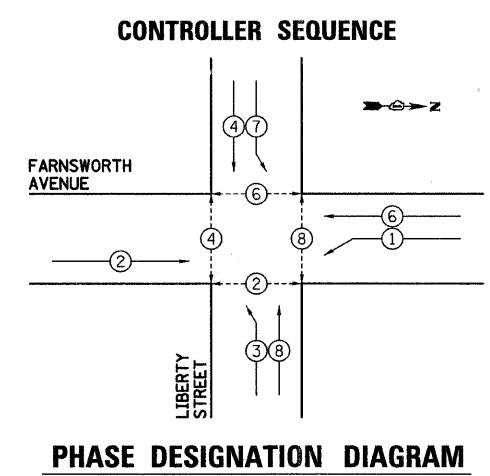 CONTROLLER SEQUENCE
4 7
N
FARNSWORTH
AVENUE
6
6
4
8
1
2
2
3 8
LIBERTY
STREET
PHASE DESIGNATION DIAGRAM